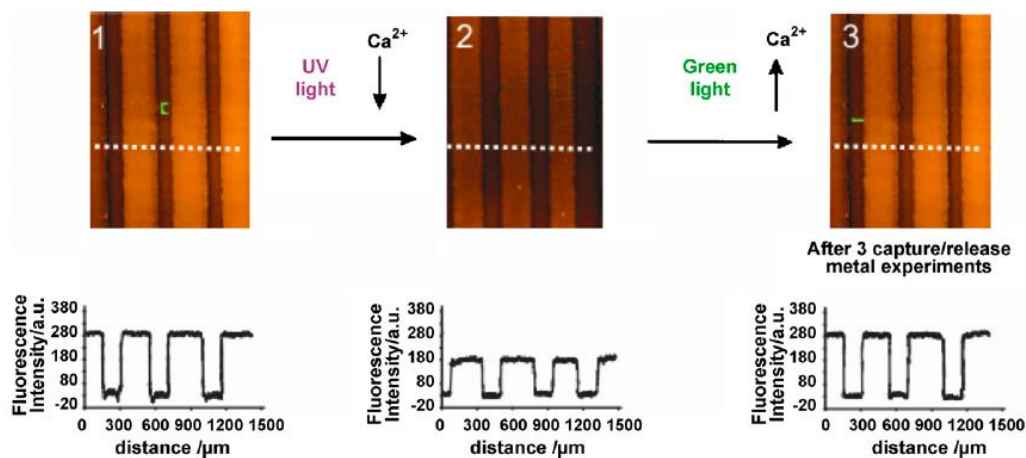 1
UV
light
Ca²⁺
2
Green
light
Ca²⁺
3
After 3 capture/release
metal experiments
Fluorescence
Intensity/a.u.
380
280
180
80
-20
0 300 600 900 1200 1500
distance /µm
Fluorescence
Intensity/a.u.
380
280
180
80
-20
0 300 600 900 1200 1500
distance /µm
Fluorescence
Intensity/a.u.
380
280
180
80
-20
0 300 600 900 1200 1500
distance /µm